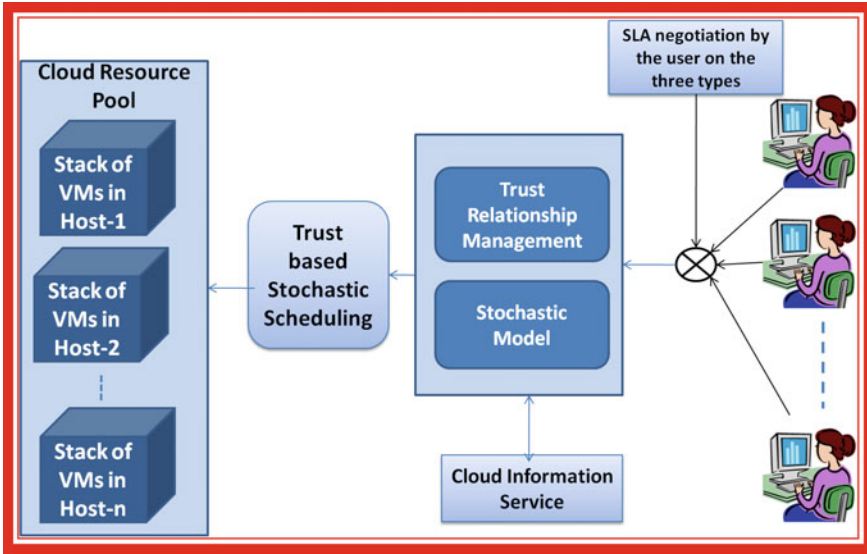 Cloud Resource
Pool
Stack of
VMs in
Host-1
Stack of
VMs in
Host-2
Stack of
VMs in
Host-n
Trust
based
Stochastic
Scheduling
Trust
Relationship
Management
Stochastic
Model
Cloud Information
Service
SLA negotiation by
the user on the
three types